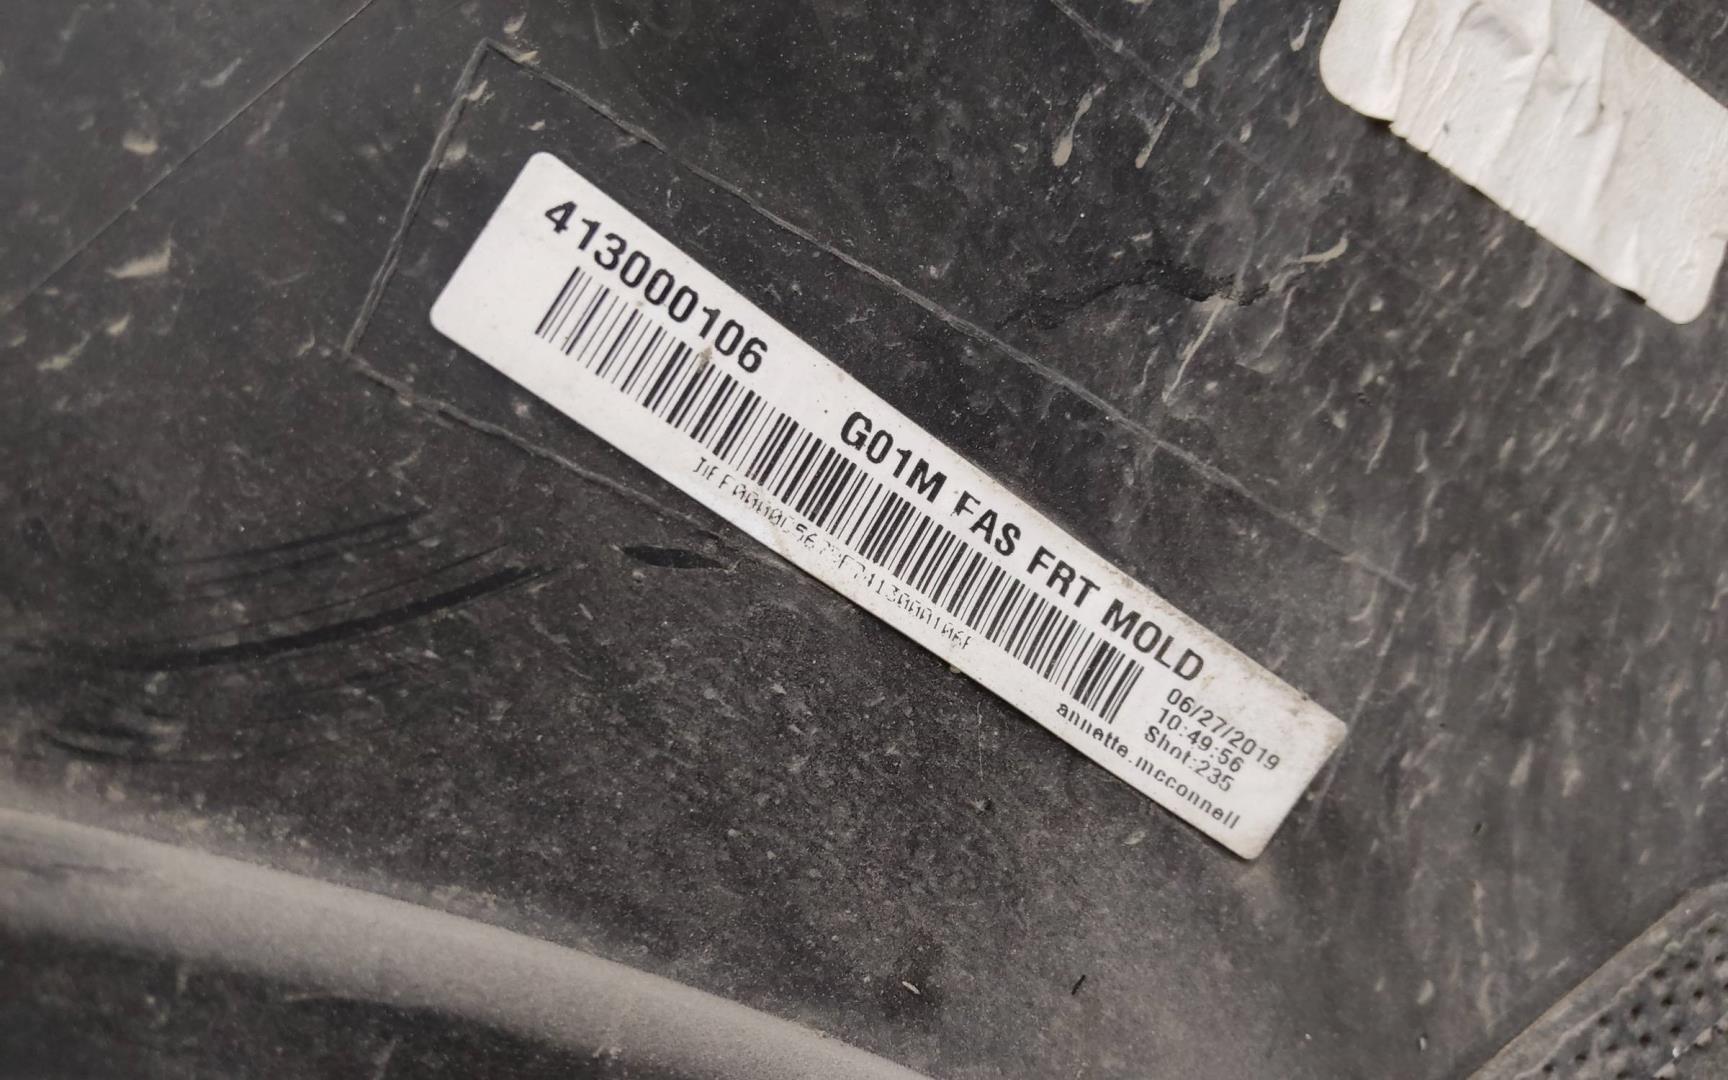 413000106
G01M FAS FRT MOLD
06/27/2019
10:49:56
Shot:235
annette.mcconnell